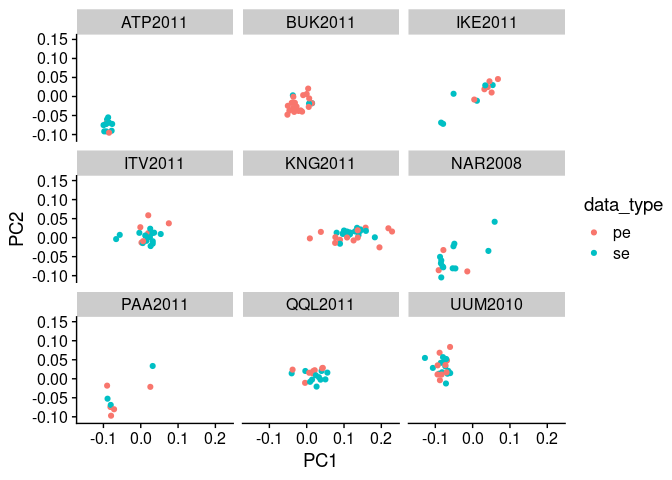 ATP2011 BUK2011 IKE2011
0.15
0.10
0.05
0.00
-0.05
-0.10
ITV2011 KNG2011 NAR2008
0.15
0.10
0.05
0.00
-0.05
-0.10
PAA2011 QQL2011 UUM2010
0.15
0.10
0.05
0.00
-0.05
-0.10
-0.1 0.0 0.1 0.2 -0.1 0.0 0.1 0.2 -0.1 0.0 0.1 0.2
PC1
PC2
data_type
pe
se